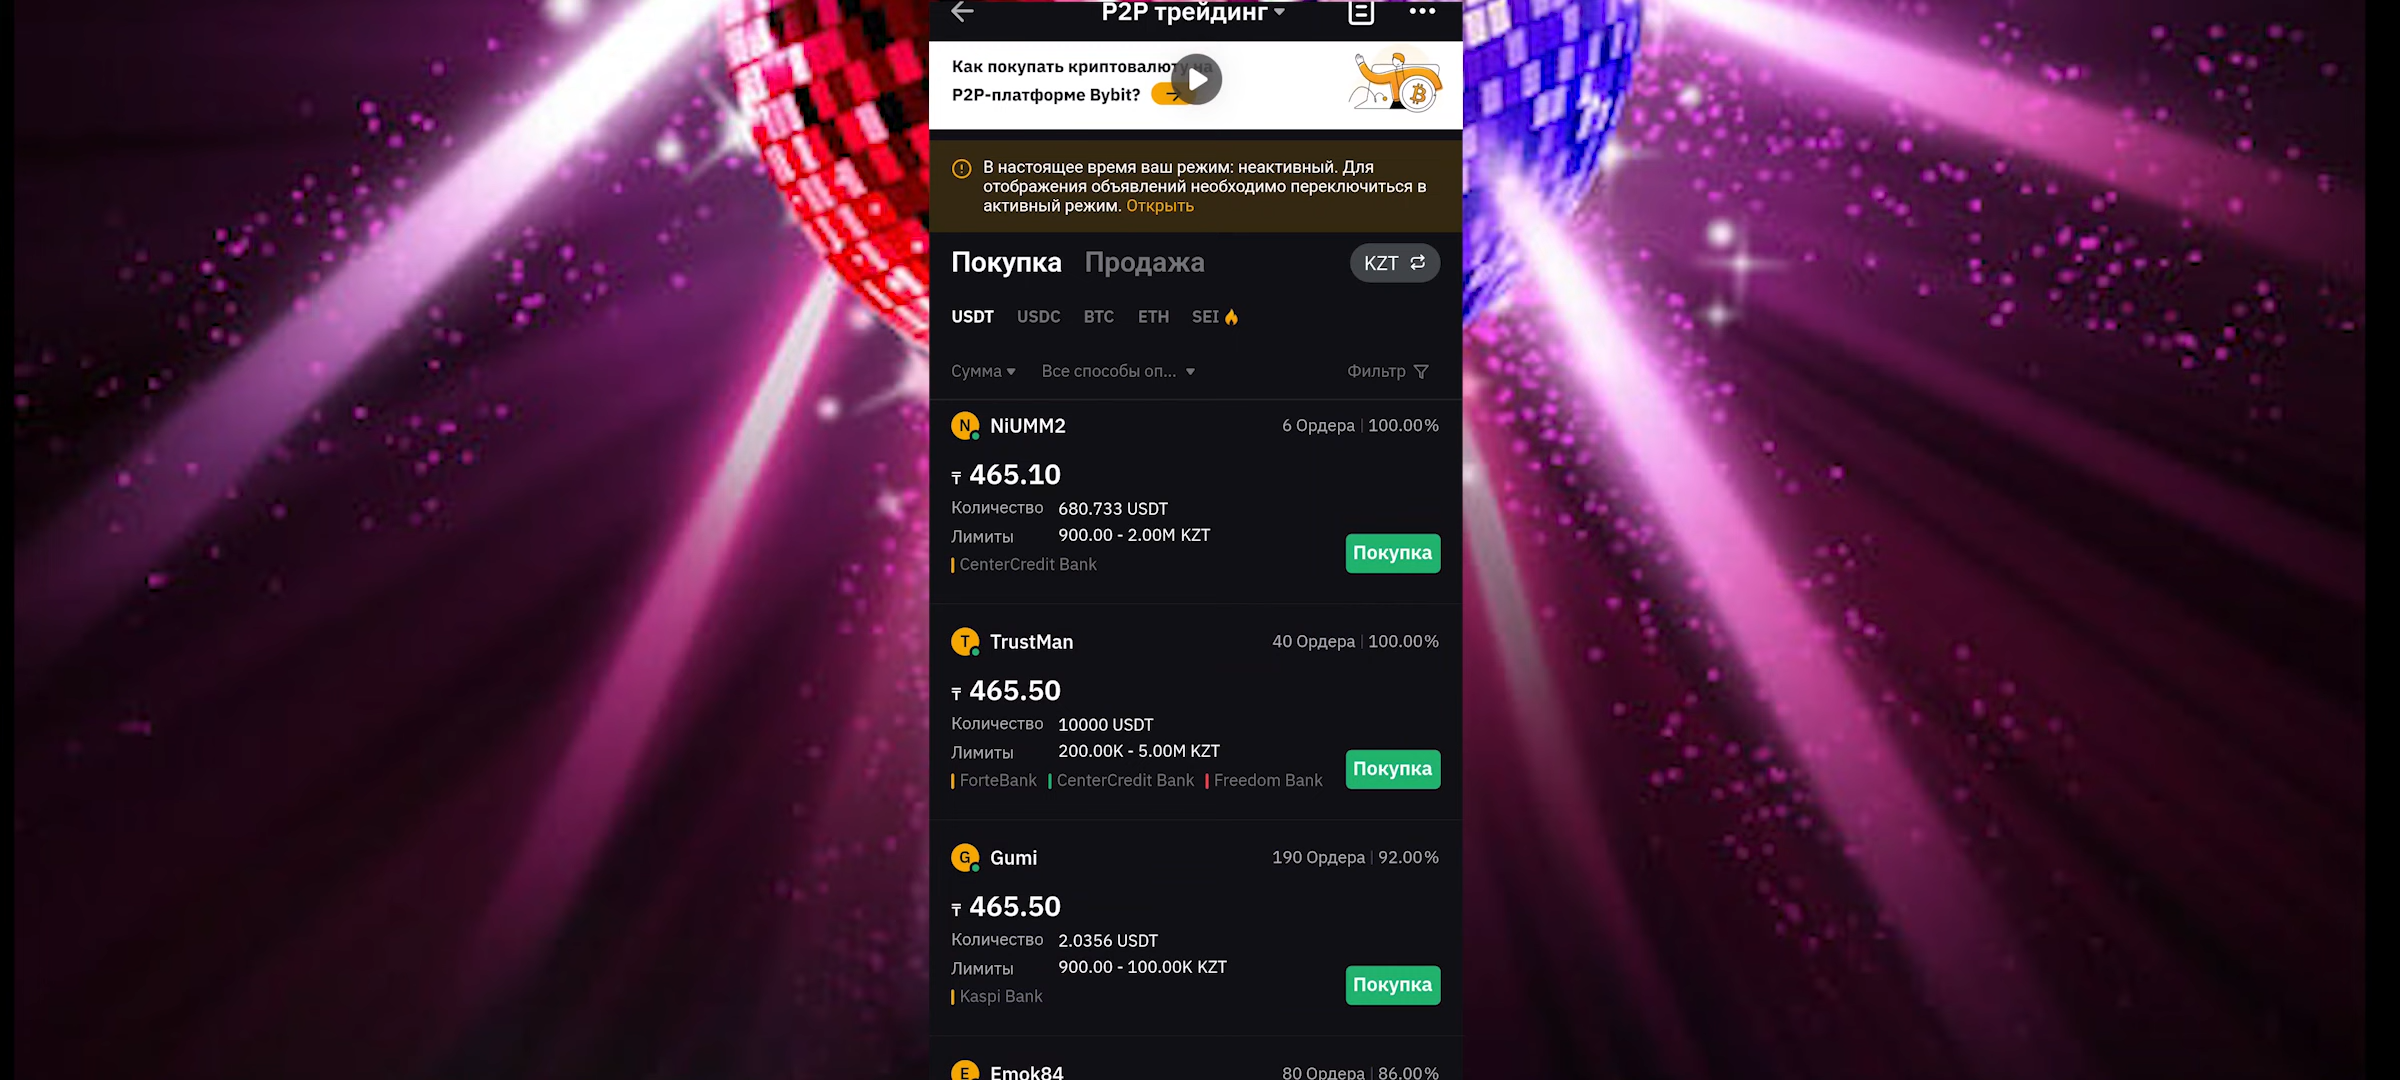 P2P трейдинг
Как покупать криптовалюту на
P2P-платформе Bybit?
В настоящее время ваш режим: неактивный. Для
отображения объявлений необходимо переключиться в
активный режим. Открыть
Покупка Продажа KZT
USDT USDC BTC ETH SEI
Сумма Все способы оп... Фильтр
N NiUMM2 6 Ордера | 100.00%
₸ 465.10
Количество 680.733 USDT
Лимиты 900.00 - 2.00M KZT
CenterCredit Bank Покупка
T TrustMan 40 Ордера | 100.00%
₸ 465.50
Количество 10000 USDT
Лимиты 200.00K - 5.00M KZT
ForteBank CenterCredit Bank Freedom Bank Покупка
G Gumi 190 Ордера | 92.00%
₸ 465.50
Количество 2.0356 USDT
Лимиты 900.00 - 100.00K KZT
Kaspi Bank Покупка
E Emok84 80 Ордера | 86.00%